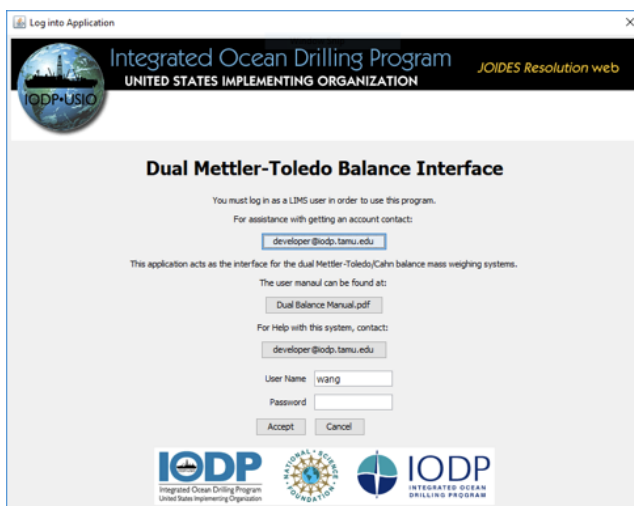 Log into Application
Integrated Ocean Drilling Program
UNITED STATES IMPLEMENTING ORGANIZATION
JOIDES Resolution web
IODP•USIO
Dual Mettler-Toledo Balance Interface
You must log in as a LIMS user in order to use this program.
For assistance with getting an account contact:
developer@iodp.tamu.edu
This application acts as the interface for the dual Mettler-Toledo/Cahn balance mass weighing systems.
The user manaul can be found at:
Dual Balance Manual.pdf
For Help with this system, contact:
developer@iodp.tamu.edu
User Name wang
Password
Accept Cancel
IODP
Integrated Ocean Drilling Program
United States Implementing Organization
NATIONAL SCIENCE FOUNDATION
IODP
INTEGRATED OCEAN
DRILLING PROGRAM